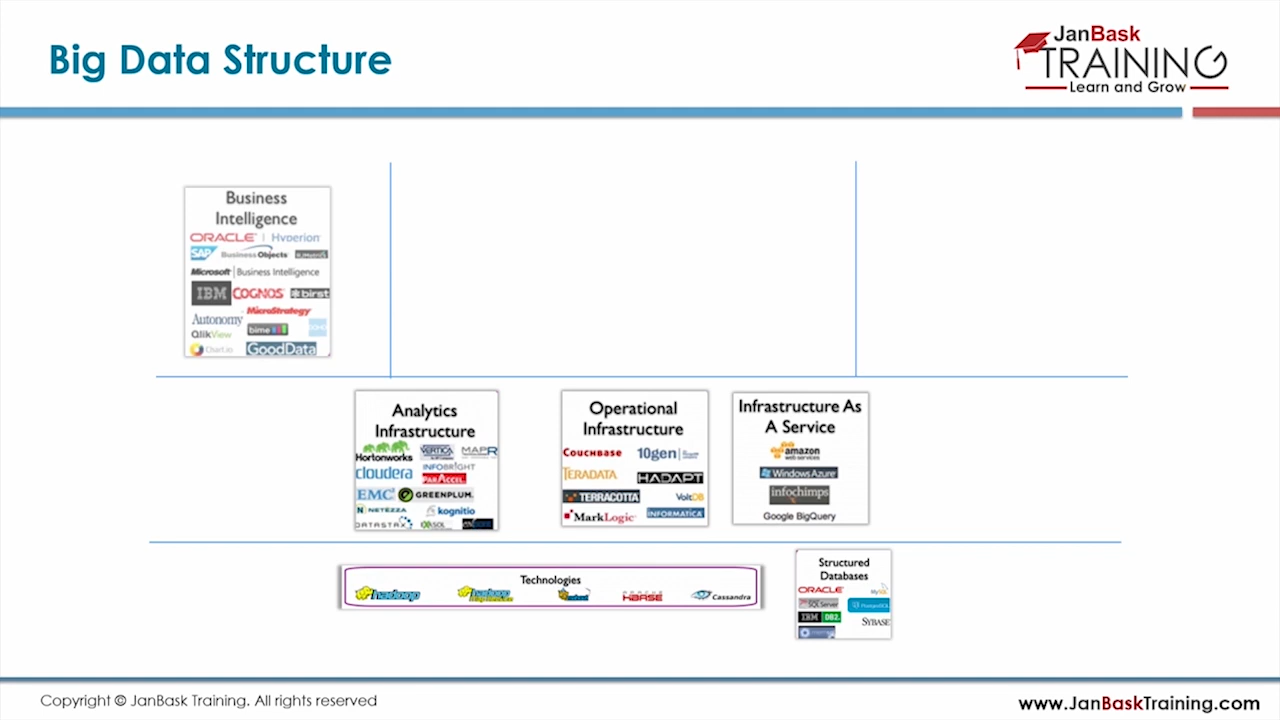 Big Data Structure
JanBask
TRAINING
Learn and Grow
Business
Intelligence
ORACLE | Hyperion
SAP Business Objects
Microsoft | Business Intelligence
IBM COGNOS birst
MicroStrategy
Autonomy
bime
QlikView
Chart.io GoodData
Analytics
Infrastructure
Hortonworks VERTICA MAPR
cloudera INFOBRIGHT
PARACCEL
EMC² GREENPLUM
NETEZZA kognitio
DATASTAX EXASOL
Operational
Infrastructure
COUCHBASE 10gen
TERADATA HADAPT
TERRACOTTA VoltDB
MarkLogic INFORMATICA
Infrastructure As
A Service
amazon
web services
Windows Azure
infochimps
Google BigQuery
Technologies
hadoop hadoop HBASE Cassandra
Structured
Databases
ORACLE MySQL
SQL Server PostgreSQL
IBM DB2. SYBASE
Copyright © JanBask Training. All rights reserved
www.JanBaskTraining.com